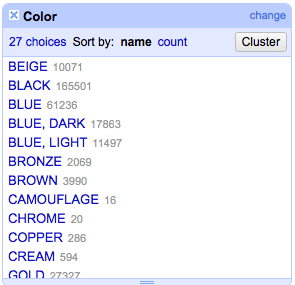 Color change
27 choices Sort by: name count Cluster
BEIGE 10071
BLACK 165501
BLUE 61236
BLUE, DARK 17863
BLUE, LIGHT 11497
BRONZE 2069
BROWN 3990
CAMOUFLAGE 16
CHROME 20
COPPER 286
CREAM 594
GOLD 27327